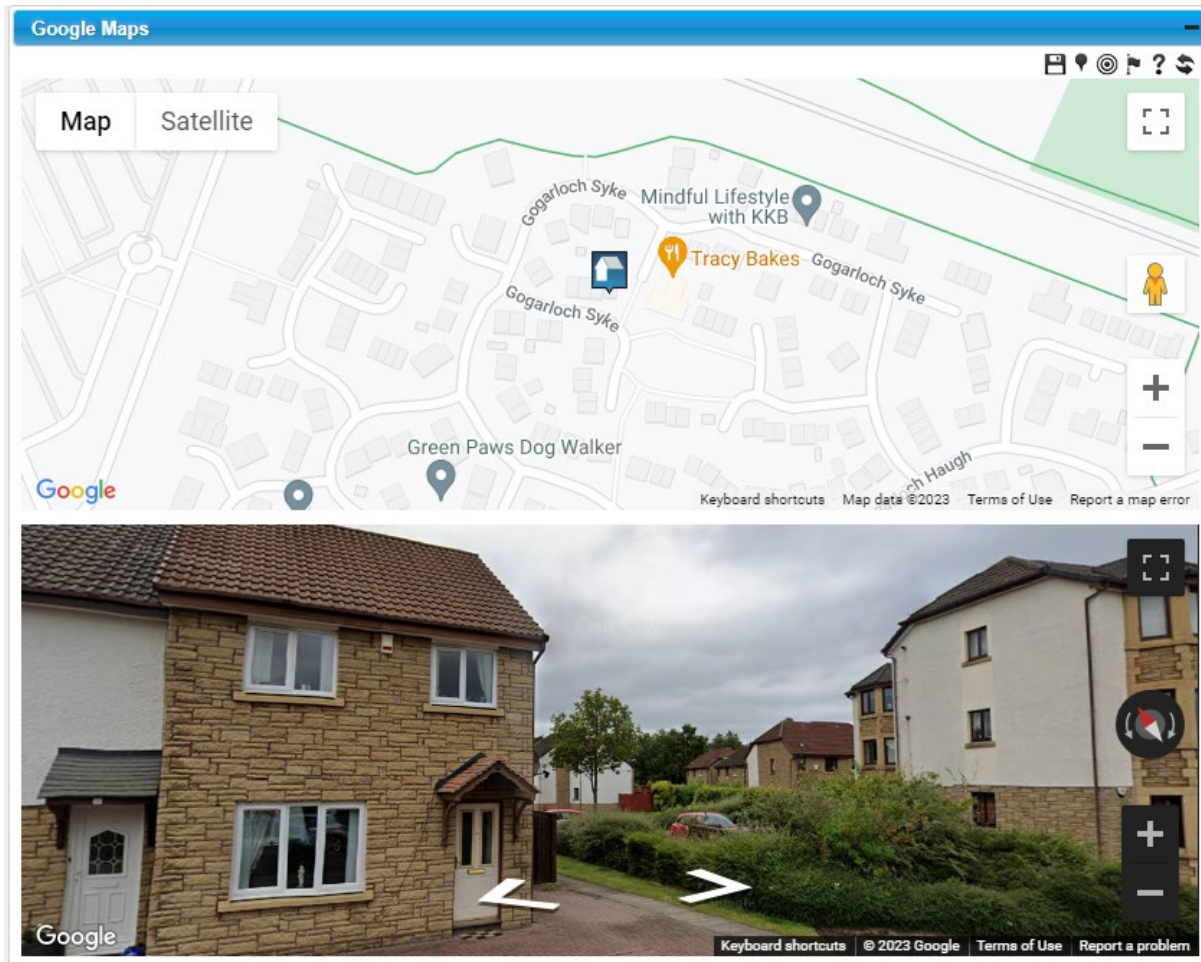 Google Maps
?
Map
Satellite
Gogarloch Syke
Mindful Lifestyle
with KKB
Tracy Bakes
Gogarloch Syke
Gogarloch Syke
Green Paws Dog Walker
Haugh
Google
Keyboard shortcuts
Map data ©2023
Terms of Use
Report a map error
Google
Keyboard shortcuts
© 2023 Google
Terms of Use
Report a problem